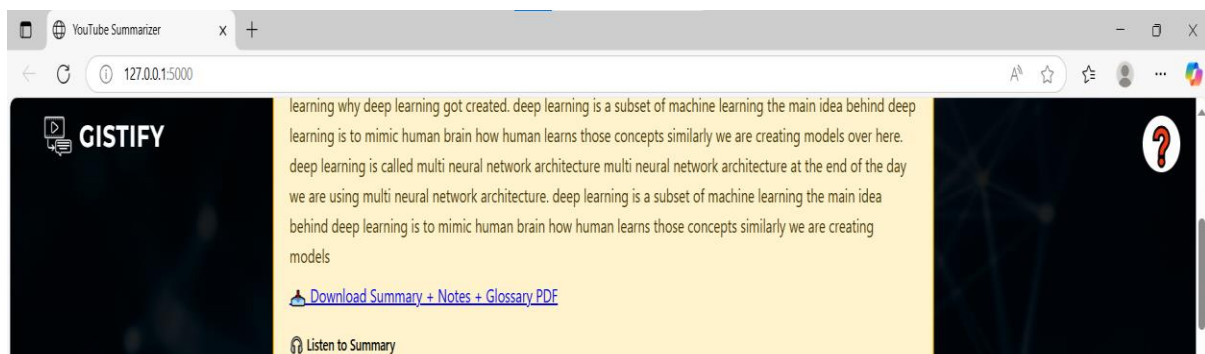 YouTube Summarizer
127.0.0.1:5000
GISTIFY
learning why deep learning got created. deep learning is a subset of machine learning the main idea behind deep
learning is to mimic human brain how human learns those concepts similarly we are creating models over here.
deep learning is called multi neural network architecture multi neural network architecture at the end of the day
we are using multi neural network architecture. deep learning is a subset of machine learning the main idea
behind deep learning is to mimic human brain how human learns those concepts similarly we are creating
models
Download Summary + Notes + Glossary PDF
Listen to Summary